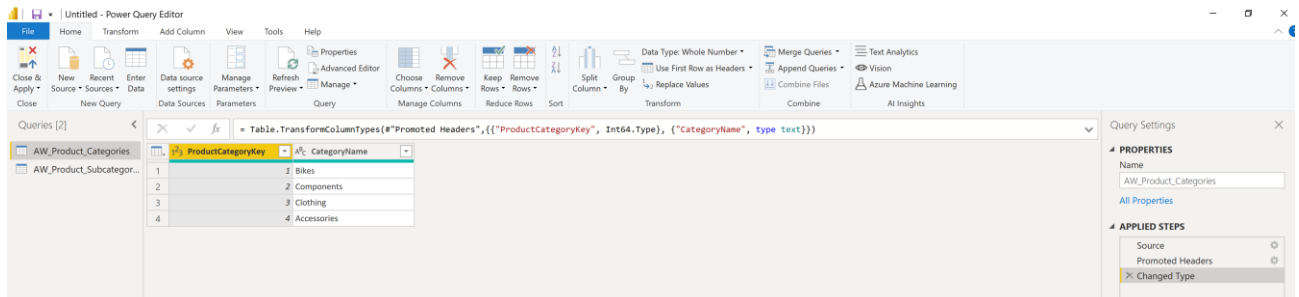 Untitled - Power Query Editor
File Home Transform Add Column View Tools Help
Close & Apply
New Source
Recent Sources
Enter Data
Data source settings
Manage Parameters
Refresh Preview
Properties
Advanced Editor
Manage
Choose Columns
Remove Columns
Keep Rows
Remove Rows
Split Column
Group By
Data Type: Whole Number
Use First Row as Headers
Replace Values
Merge Queries
Append Queries
Combine Files
Text Analytics
Vision
Azure Machine Learning
Close New Query Data Sources Parameters Query Manage Columns Reduce Rows Sort Transform Combine AI Insights
Queries [2]
AW_Product_Categories
AW_Product_Subcategor...
fx = Table.TransformColumnTypes(#"Promoted Headers",{{"ProductCategoryKey", Int64.Type}, {"CategoryName", type text}})
ProductCategoryKey CategoryName
1 1 Bikes
2 2 Components
3 3 Clothing
4 4 Accessories
Query Settings
PROPERTIES
Name
AW_Product_Categories
All Properties
APPLIED STEPS
Source
Promoted Headers
Changed Type